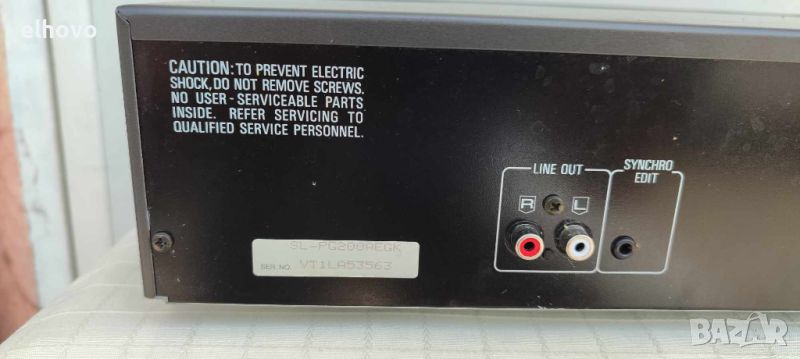 elhovo
CAUTION: TO PREVENT ELECTRIC
SHOCK, DO NOT REMOVE SCREWS.
NO USER-SERVICEABLE PARTS
INSIDE. REFER SERVICING TO
QUALIFIED SERVICE PERSONNEL.
LINE OUT
SYNCHRO
EDIT
R
L
SL-PG200AEGK
SER.NO. VT1LA53563
BAZAR